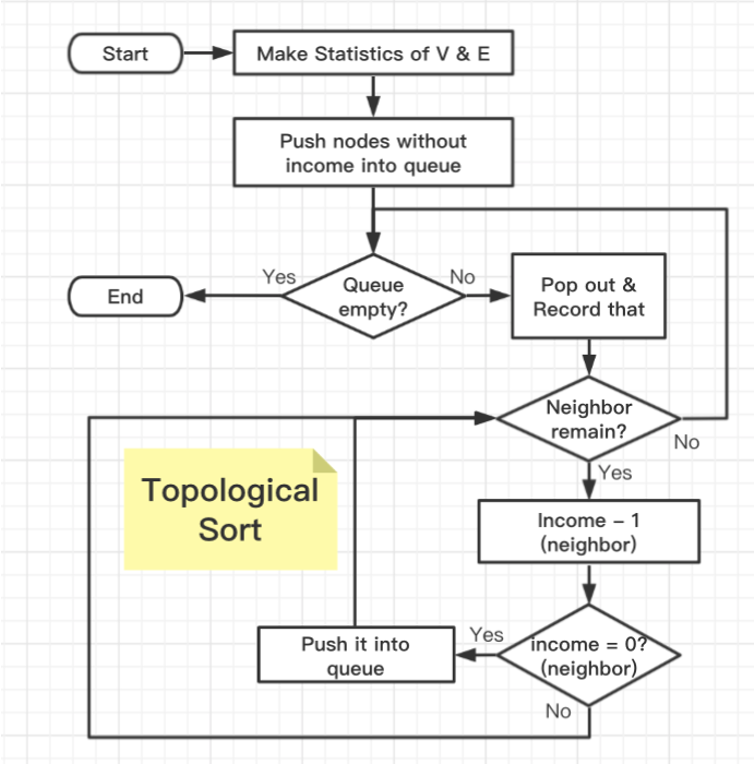 Start
Make Statistics of V & E
Push nodes without
income into queue
Yes
Queue
empty?
No
End
Pop out &
Record that
Neighbor
remain?
No
Yes
Topological
Sort
Income – 1
(neighbor)
Push it into
queue
Yes
income = 0?
(neighbor)
No